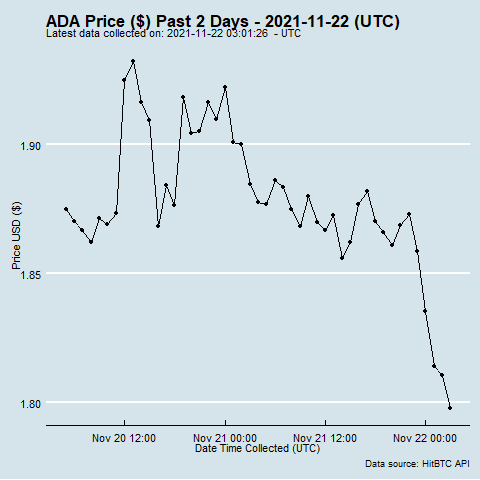 ADA Price ($) Past 2 Days - 2021-11-22 (UTC)
Latest data collected on: 2021-11-22 03:01:26 - UTC
1.90
1.85
1.80
Price USD ($)
Nov 20 12:00
Nov 21 00:00
Nov 21 12:00
Nov 22 00:00
Date Time Collected (UTC)
Data source: HitBTC API